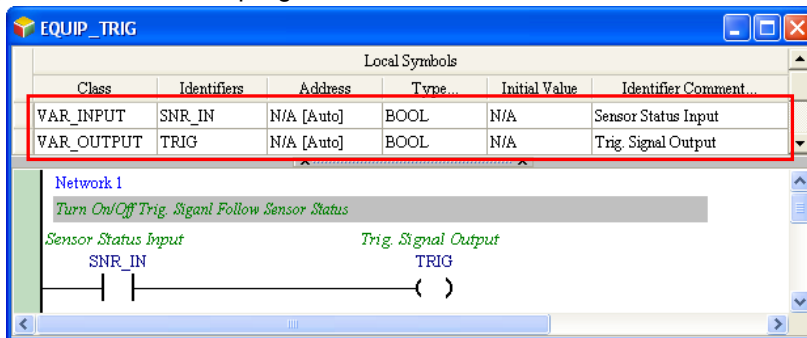 EQUIP_TRIG
Local Symbols
Class Identifiers Address Type... Initial Value Identifier Comment...
VAR_INPUT SNR_IN N/A [Auto] BOOL N/A Sensor Status Input
VAR_OUTPUT TRIG N/A [Auto] BOOL N/A Trig. Signal Output
Network 1
Turn On/Off Trig. Siganl Follow Sensor Status
Sensor Status Input Trig. Signal Output
SNR_IN TRIG